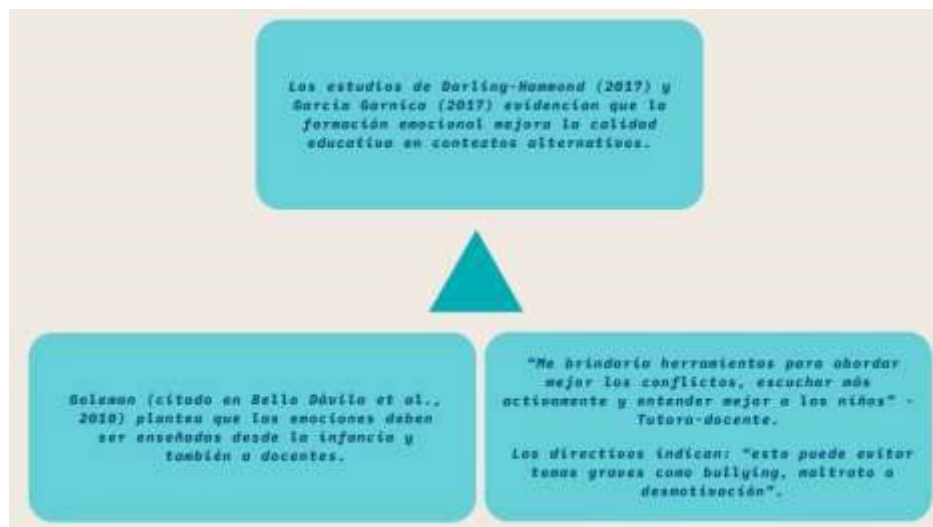 Los estudios de Darling-Hammond (2017) y
García Garnica (2017) evidencian que la
formación emocional mejora la calidad
educativa en contextos alternativos.
Goleman (citado en Bello Dávila et al.,
2010) plantea que las emociones deben
ser enseñadas desde la infancia y
también a docentes.
"Me brindaría herramientas para abordar
mejor los conflictos, escuchar más
activamente y entender mejor a los niños" -
Tutora-docente.
Los directivos indican: "esto puede evitar
temas graves como bullying, maltrato o
desmotivación".